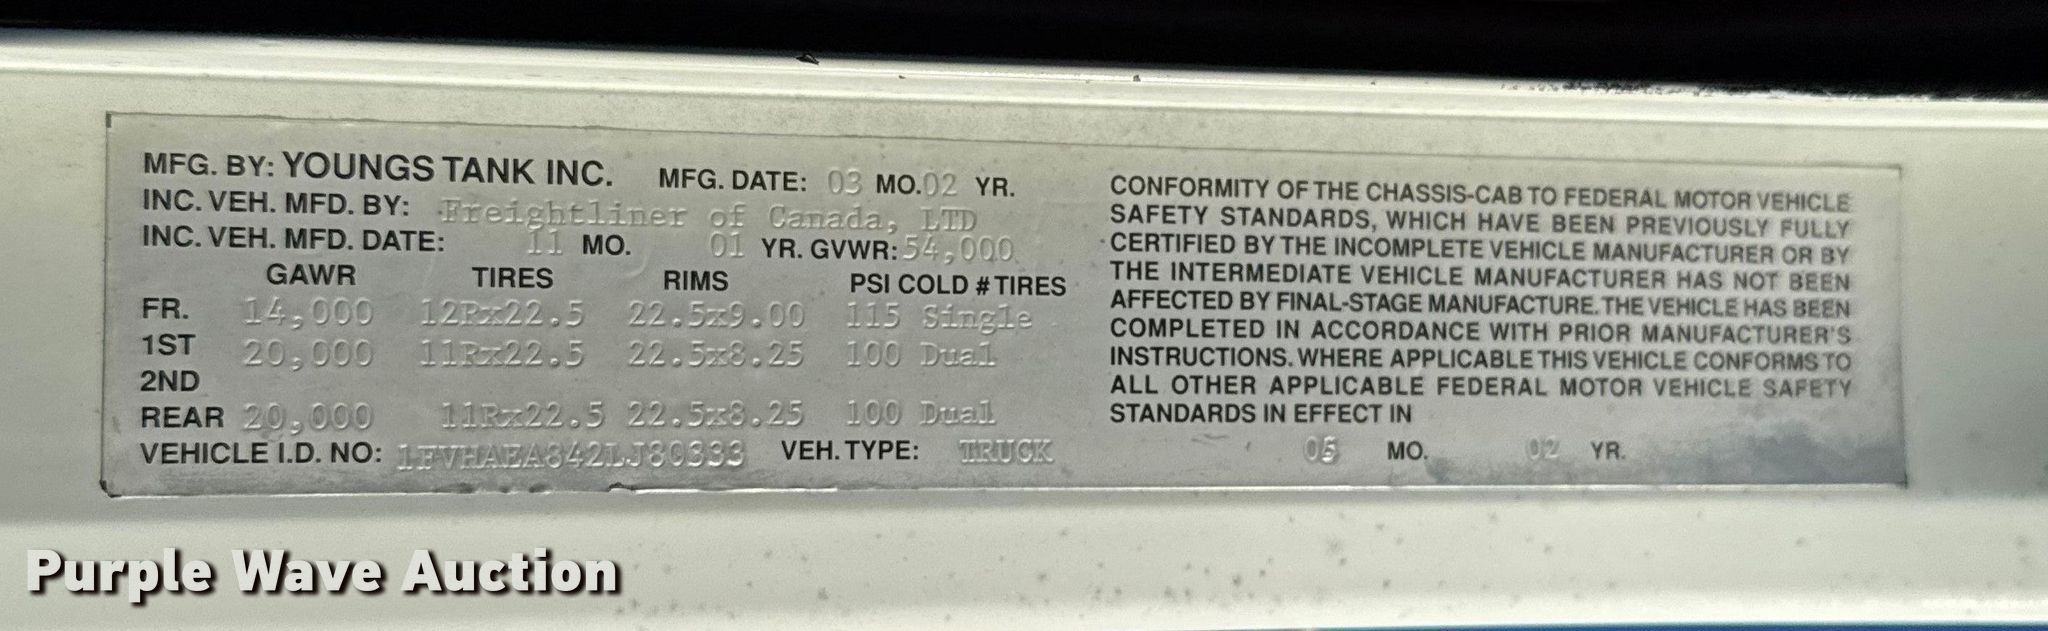 MFG. BY: YOUNGS TANK INC. MFG. DATE: 03 MO. 02 YR.
INC. VEH. MFD. BY: Freightliner of Canada, LTD
INC. VEH. MFD. DATE: 11 MO. 01 YR. GVWR: 54,000
GAWR TIRES RIMS PSI COLD # TIRES
FR. 14,000 12Rx22.5 22.5x9.00 115 Single
1ST 20,000 11Rx22.5 22.5x8.25 100 Dual
2ND
REAR 20,000 11Rx22.5 22.5x8.25 100 Dual
VEHICLE I.D. NO: 1FVHAEA842LJ80333 VEH. TYPE: TRUCK
CONFORMITY OF THE CHASSIS-CAB TO FEDERAL MOTOR VEHICLE
SAFETY STANDARDS, WHICH HAVE BEEN PREVIOUSLY FULLY
CERTIFIED BY THE INCOMPLETE VEHICLE MANUFACTURER OR BY
THE INTERMEDIATE VEHICLE MANUFACTURER HAS NOT BEEN
AFFECTED BY FINAL-STAGE MANUFACTURE. THE VEHICLE HAS BEEN
COMPLETED IN ACCORDANCE WITH PRIOR MANUFACTURER'S
INSTRUCTIONS. WHERE APPLICABLE THIS VEHICLE CONFORMS TO
ALL OTHER APPLICABLE FEDERAL MOTOR VEHICLE SAFETY
STANDARDS IN EFFECT IN
MO. 02 YR.
Purple Wave Auction